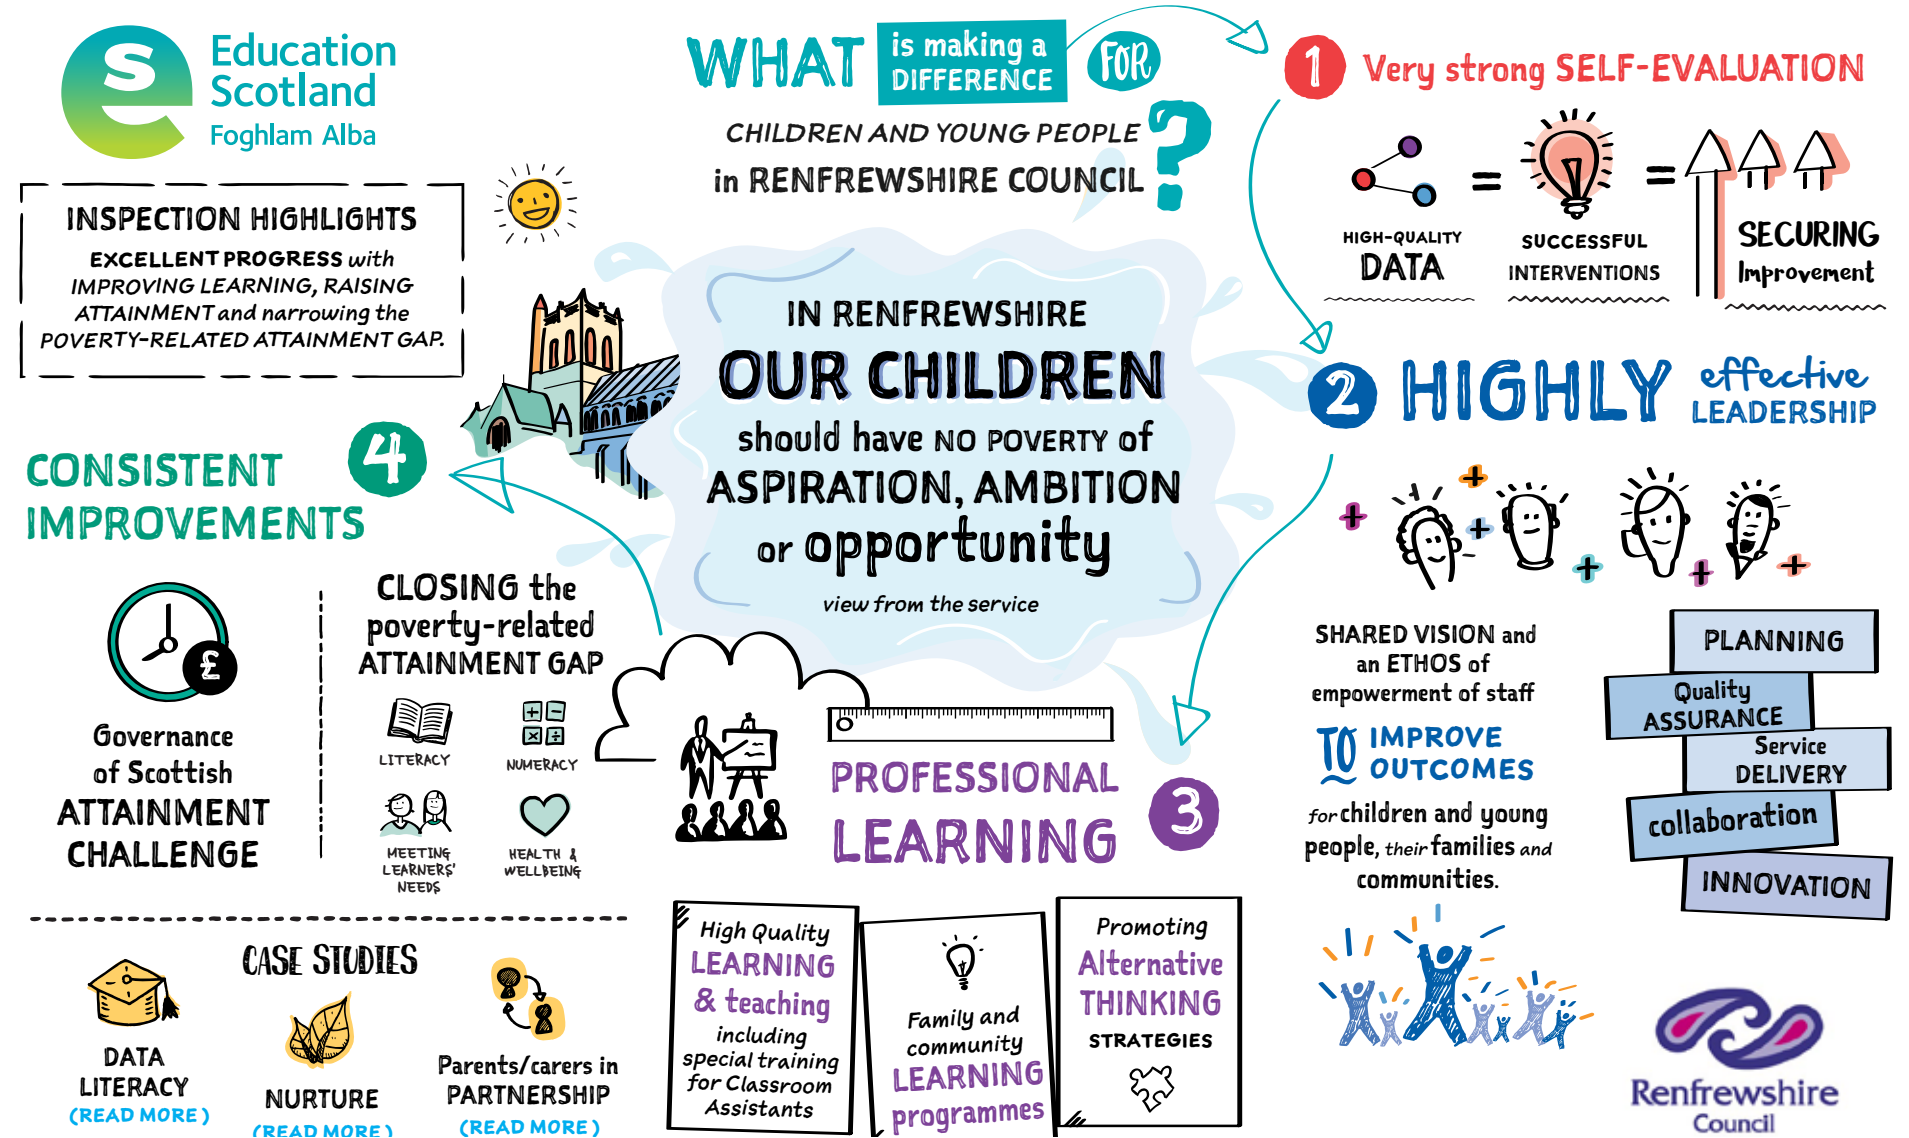 Education
Scotland
Foghlam Alba
WHAT is making a DIFFERENCE FOR
CHILDREN AND YOUNG PEOPLE
in RENFREWSHIRE COUNCIL ?
INSPECTION HIGHLIGHTS
EXCELLENT PROGRESS with
IMPROVING LEARNING, RAISING
ATTAINMENT and narrowing the
POVERTY-RELATED ATTAINMENT GAP.
IN RENFREWSHIRE
OUR CHILDREN
should have NO POVERTY of
ASPIRATION, AMBITION
or opportunity
view from the service
1 Very strong SELF-EVALUATION
HIGH-QUALITY
DATA
=
SUCCESSFUL
INTERVENTIONS
=
SECURING
Improvement
2 HIGHLY effective
LEADERSHIP
SHARED VISION and
an ETHOS of
empowerment of staff
TO IMPROVE
OUTCOMES
for children and young
people, their families and
communities.
PLANNING
Quality
ASSURANCE
Service
DELIVERY
collaboration
INNOVATION
PROFESSIONAL
LEARNING
3
High Quality
LEARNING
& teaching
including
special training
for Classroom
Assistants
Family and
community
LEARNING
programmes
Promoting
Alternative
THINKING
STRATEGIES
4
CONSISTENT
IMPROVEMENTS
£
Governance
of Scottish
ATTAINMENT
CHALLENGE
CLOSING the
poverty-related
ATTAINMENT GAP
LITERACY
+ - × ÷
NUMERACY
MEETING
LEARNERS'
NEEDS
HEALTH &
WELLBEING
CASE STUDIES
DATA
LITERACY
(READ MORE)
NURTURE
(READ MORE)
Parents/carers in
PARTNERSHIP
(READ MORE)
Renfrewshire
Council